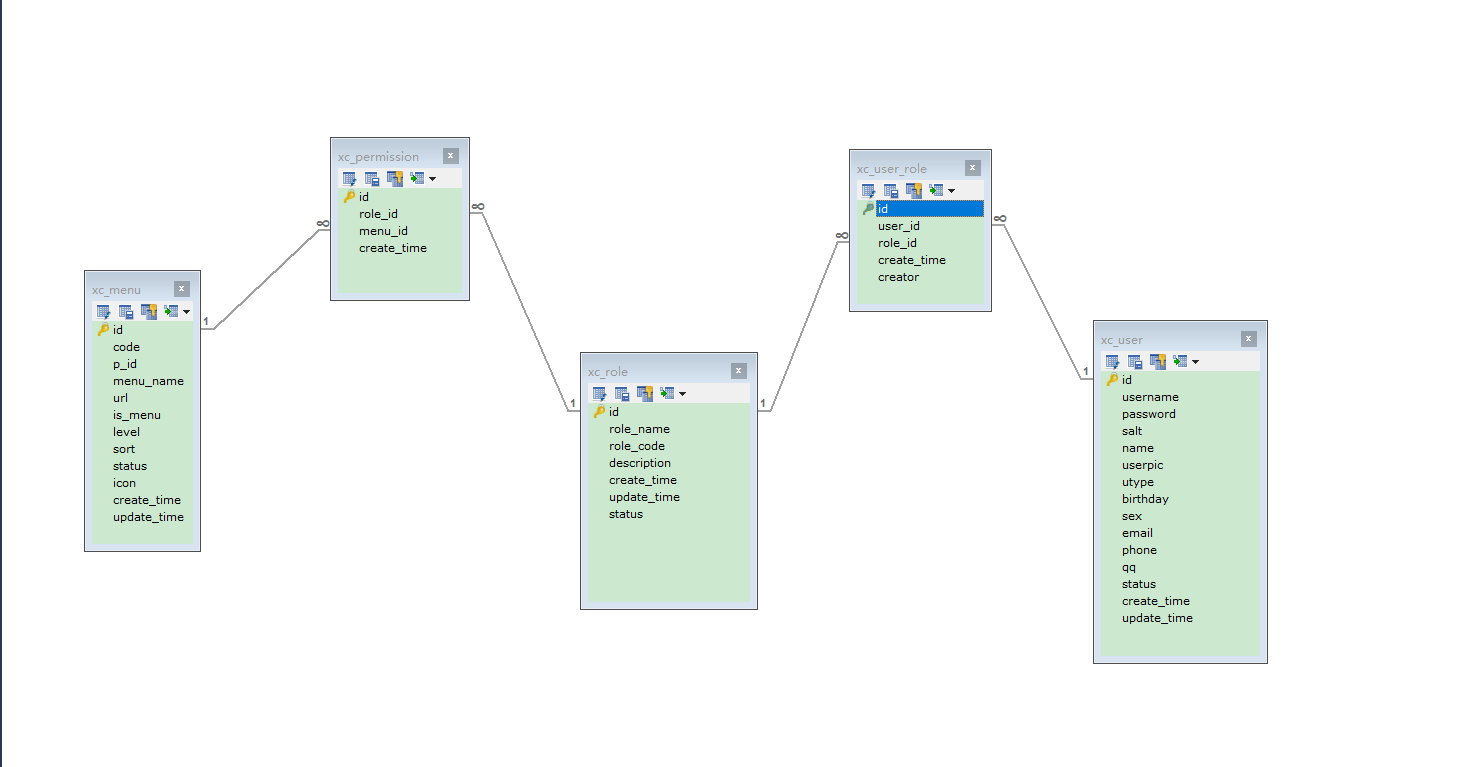 xc_permission
id
role_id
menu_id
create_time
xc_user_role
id
user_id
role_id
create_time
creator
xc_menu
id
code
p_id
menu_name
url
is_menu
level
sort
status
icon
create_time
update_time
xc_role
id
role_name
role_code
description
create_time
update_time
status
xc_user
id
username
password
salt
name
userpic
utype
birthday
sex
email
phone
qq
status
create_time
update_time
1
∞
∞
1
1
∞
∞
1